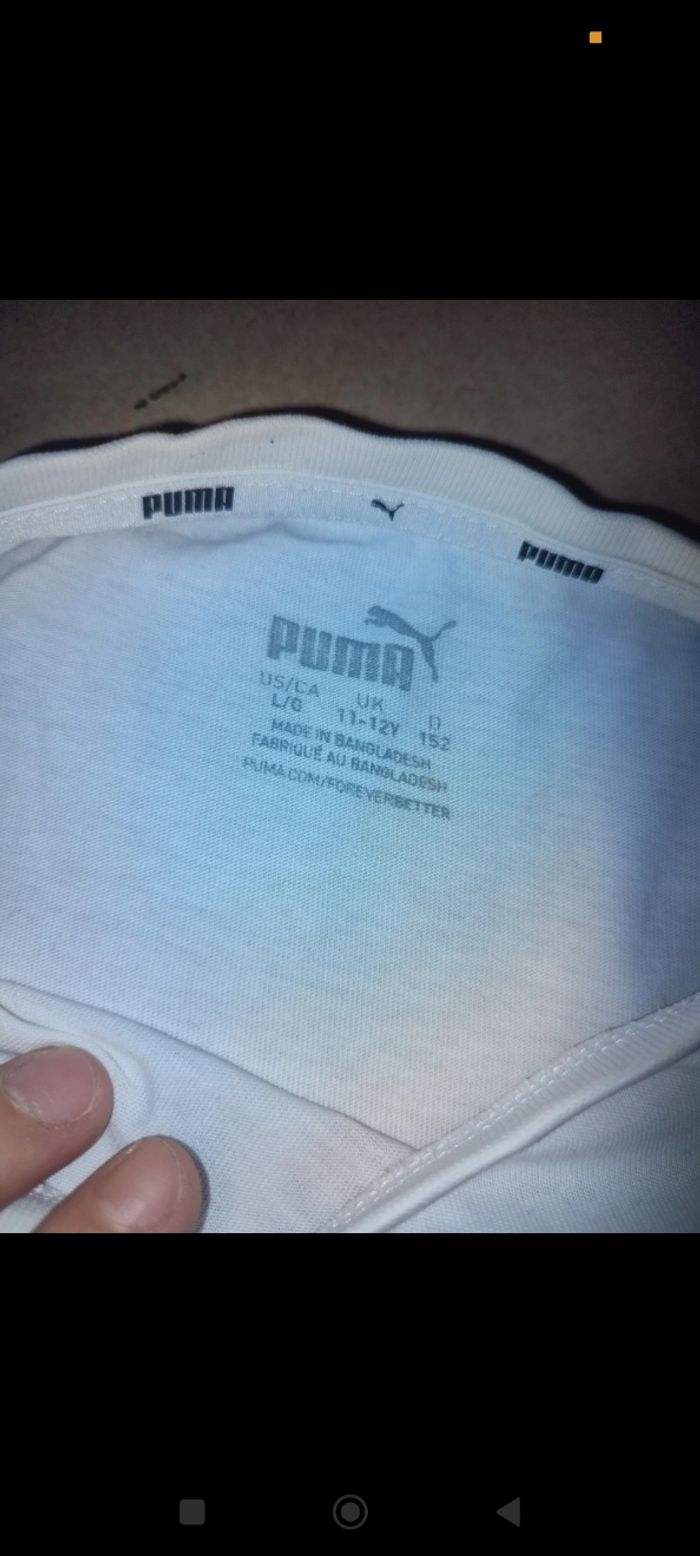 PUMA PUMA
PUMA
US/CA UK D
L/G 11-12Y 152
MADE IN BANGLADESH
FABRIQUÉ AU BANGLADESH
PUMA.COM/FOREVERBETTER